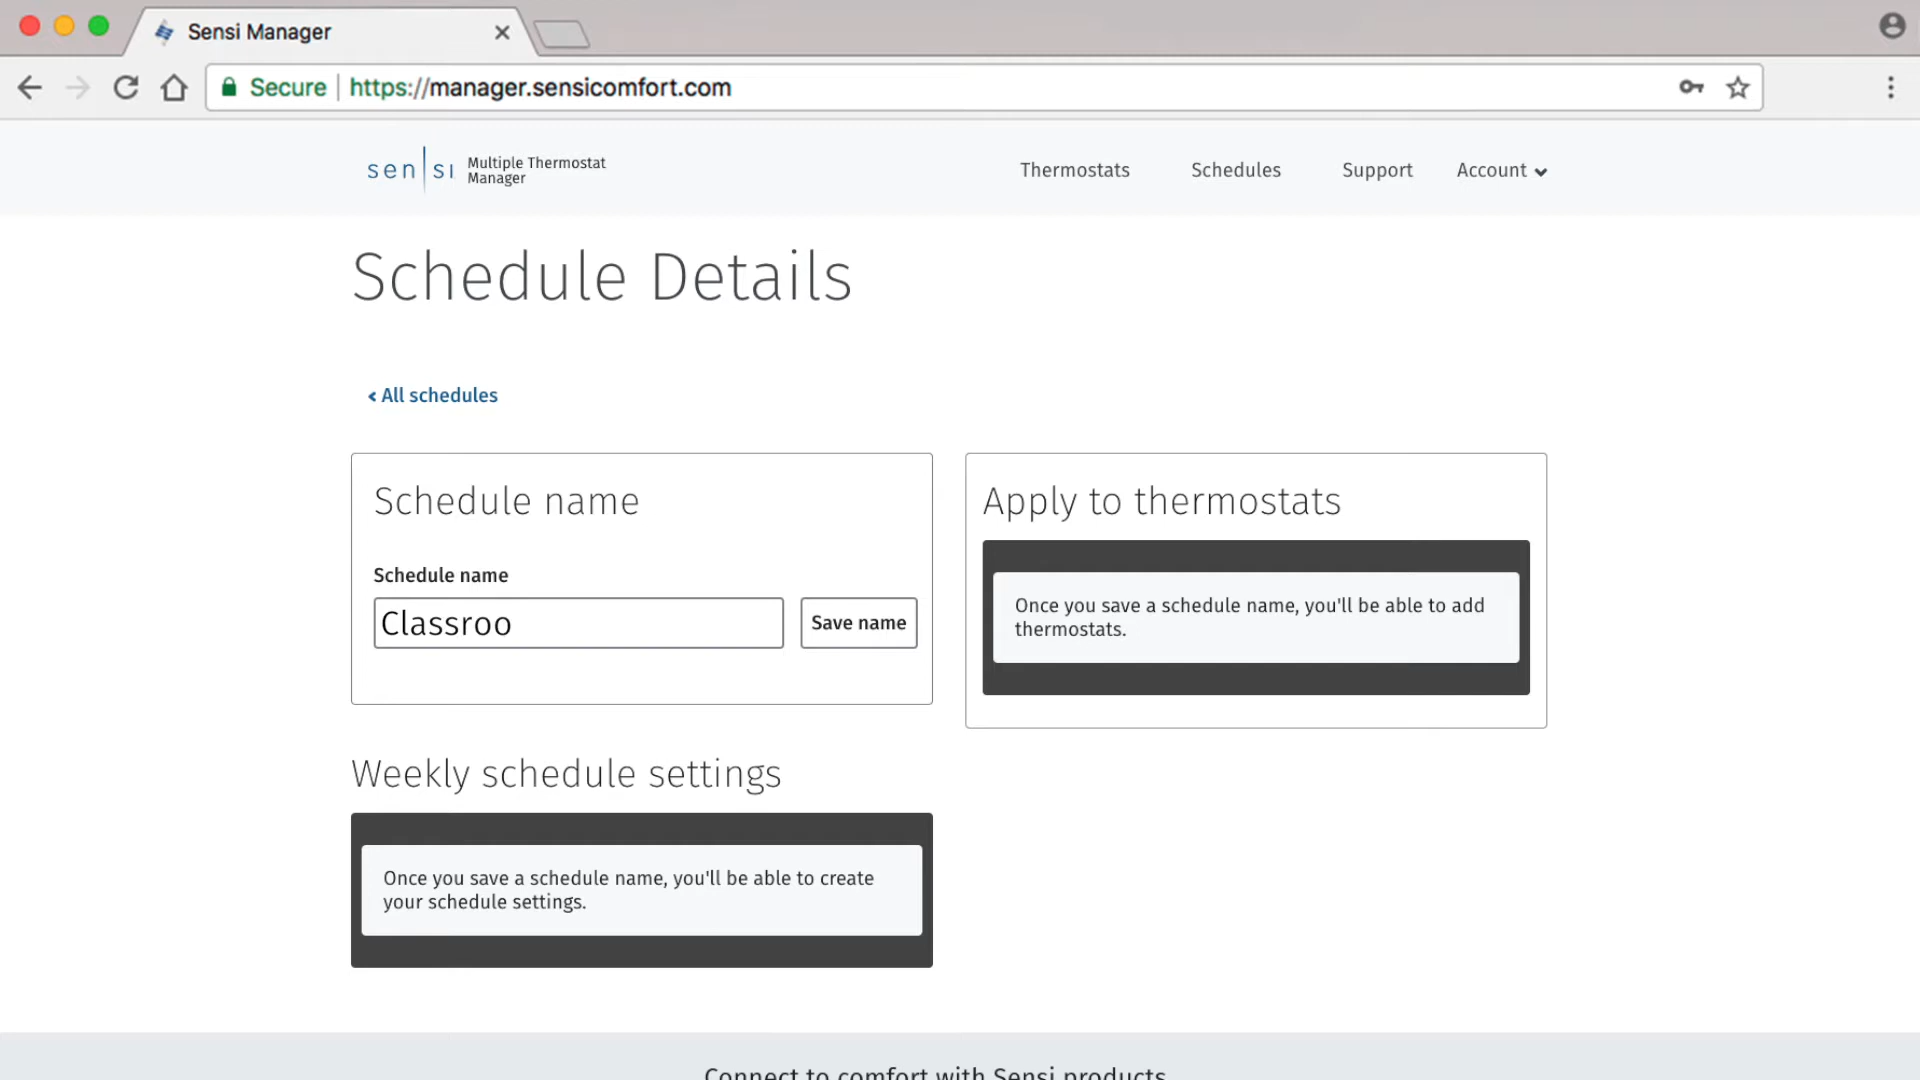 Sensi Manager
Secure | https://manager.sensicomfort.com
sensi Multiple Thermostat
Manager
Thermostats Schedules Support Account
Schedule Details
< All schedules
Schedule name
Schedule name
Classroo Save name
Apply to thermostats
Once you save a schedule name, you'll be able to add
thermostats.
Weekly schedule settings
Once you save a schedule name, you'll be able to create
your schedule settings.
Connect to comfort with Sensi products